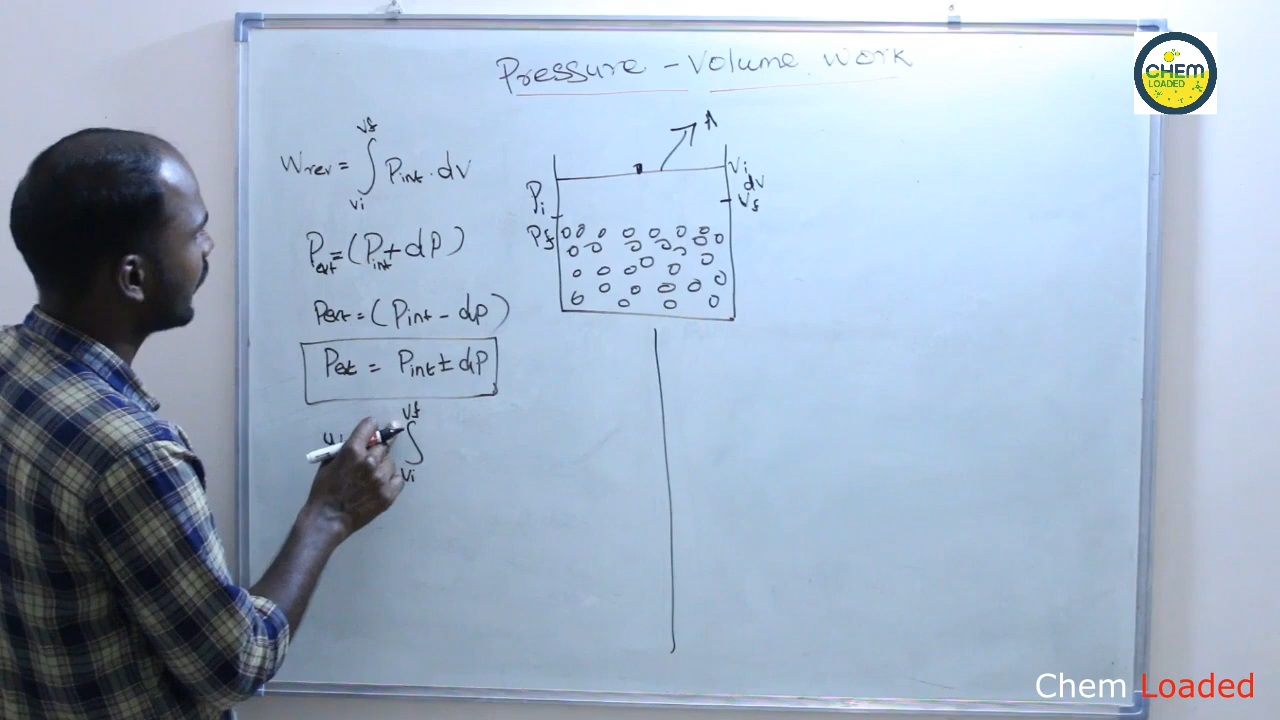 Pressure - Volume Work
CHEM
LOADED
Vf
Wrev = ∫ Pint . dV
Vi
Pext = (Pint + dP)
Pext = (Pint - dP)
Pext = Pint ± dP
Vf
∫
Vi
A
Vi
dV
Vf
Pi
Pf
Chem Loaded